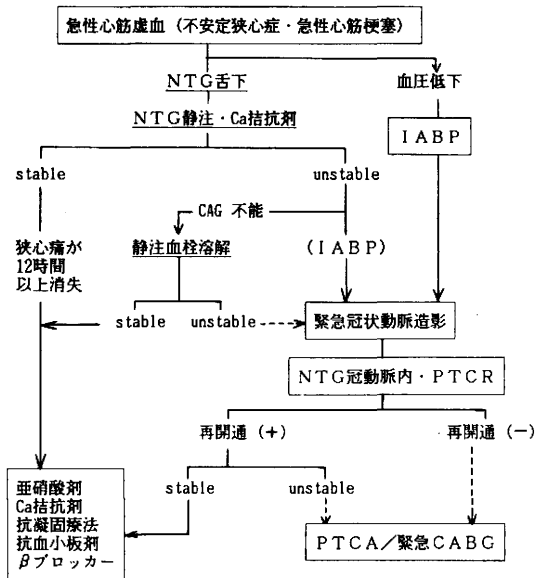 急性心筋虚血（不安定狭心症・急性心筋梗塞）
NTG舌下
血圧低下
NTG静注・Ca拮抗剤
IABP
stable
unstable
CAG 不能
狭心痛が
12時間
以上消失
静注血栓溶解
(IABP)
stable
unstable
緊急冠状動脈造影
NTG冠動脈内・PTCR
再開通（+）
再開通（−）
stable
unstable
亜硝酸剤
Ca拮抗剤
抗凝固療法
抗血小板剤
βブロッカー
PTCA／緊急CABG